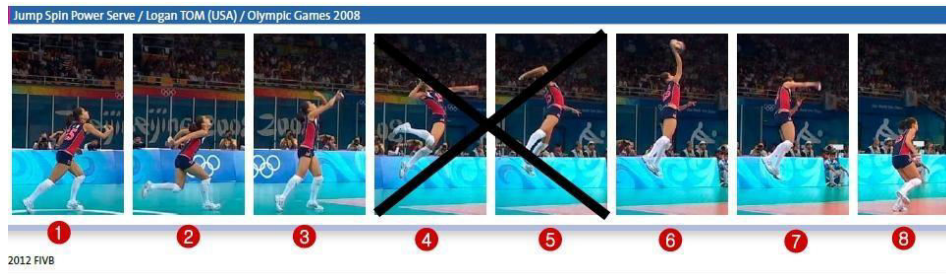 Jump Spin Power Serve / Logan TOM (USA) / Olympic Games 2008
1 2 3 4 5 6 7 8
2012 FIVB